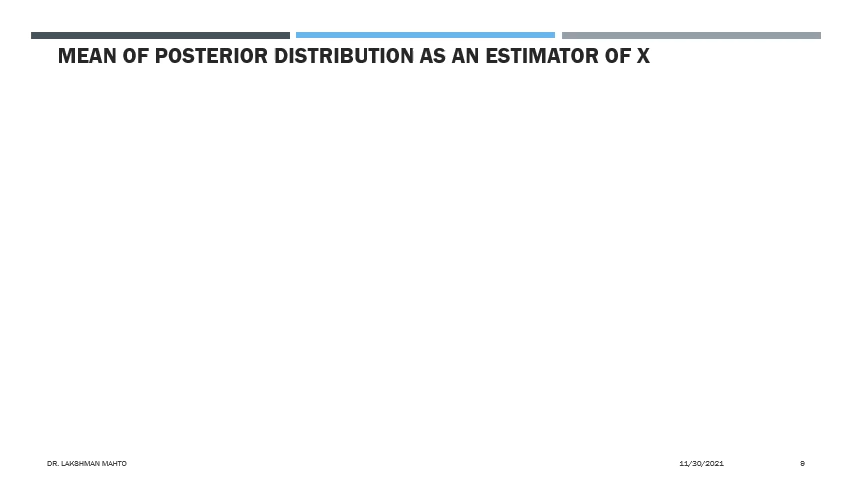 MEAN OF POSTERIOR DISTRIBUTION AS AN ESTIMATOR OF X
DR. LAKSHMAN MAHTO
11/30/2021
9